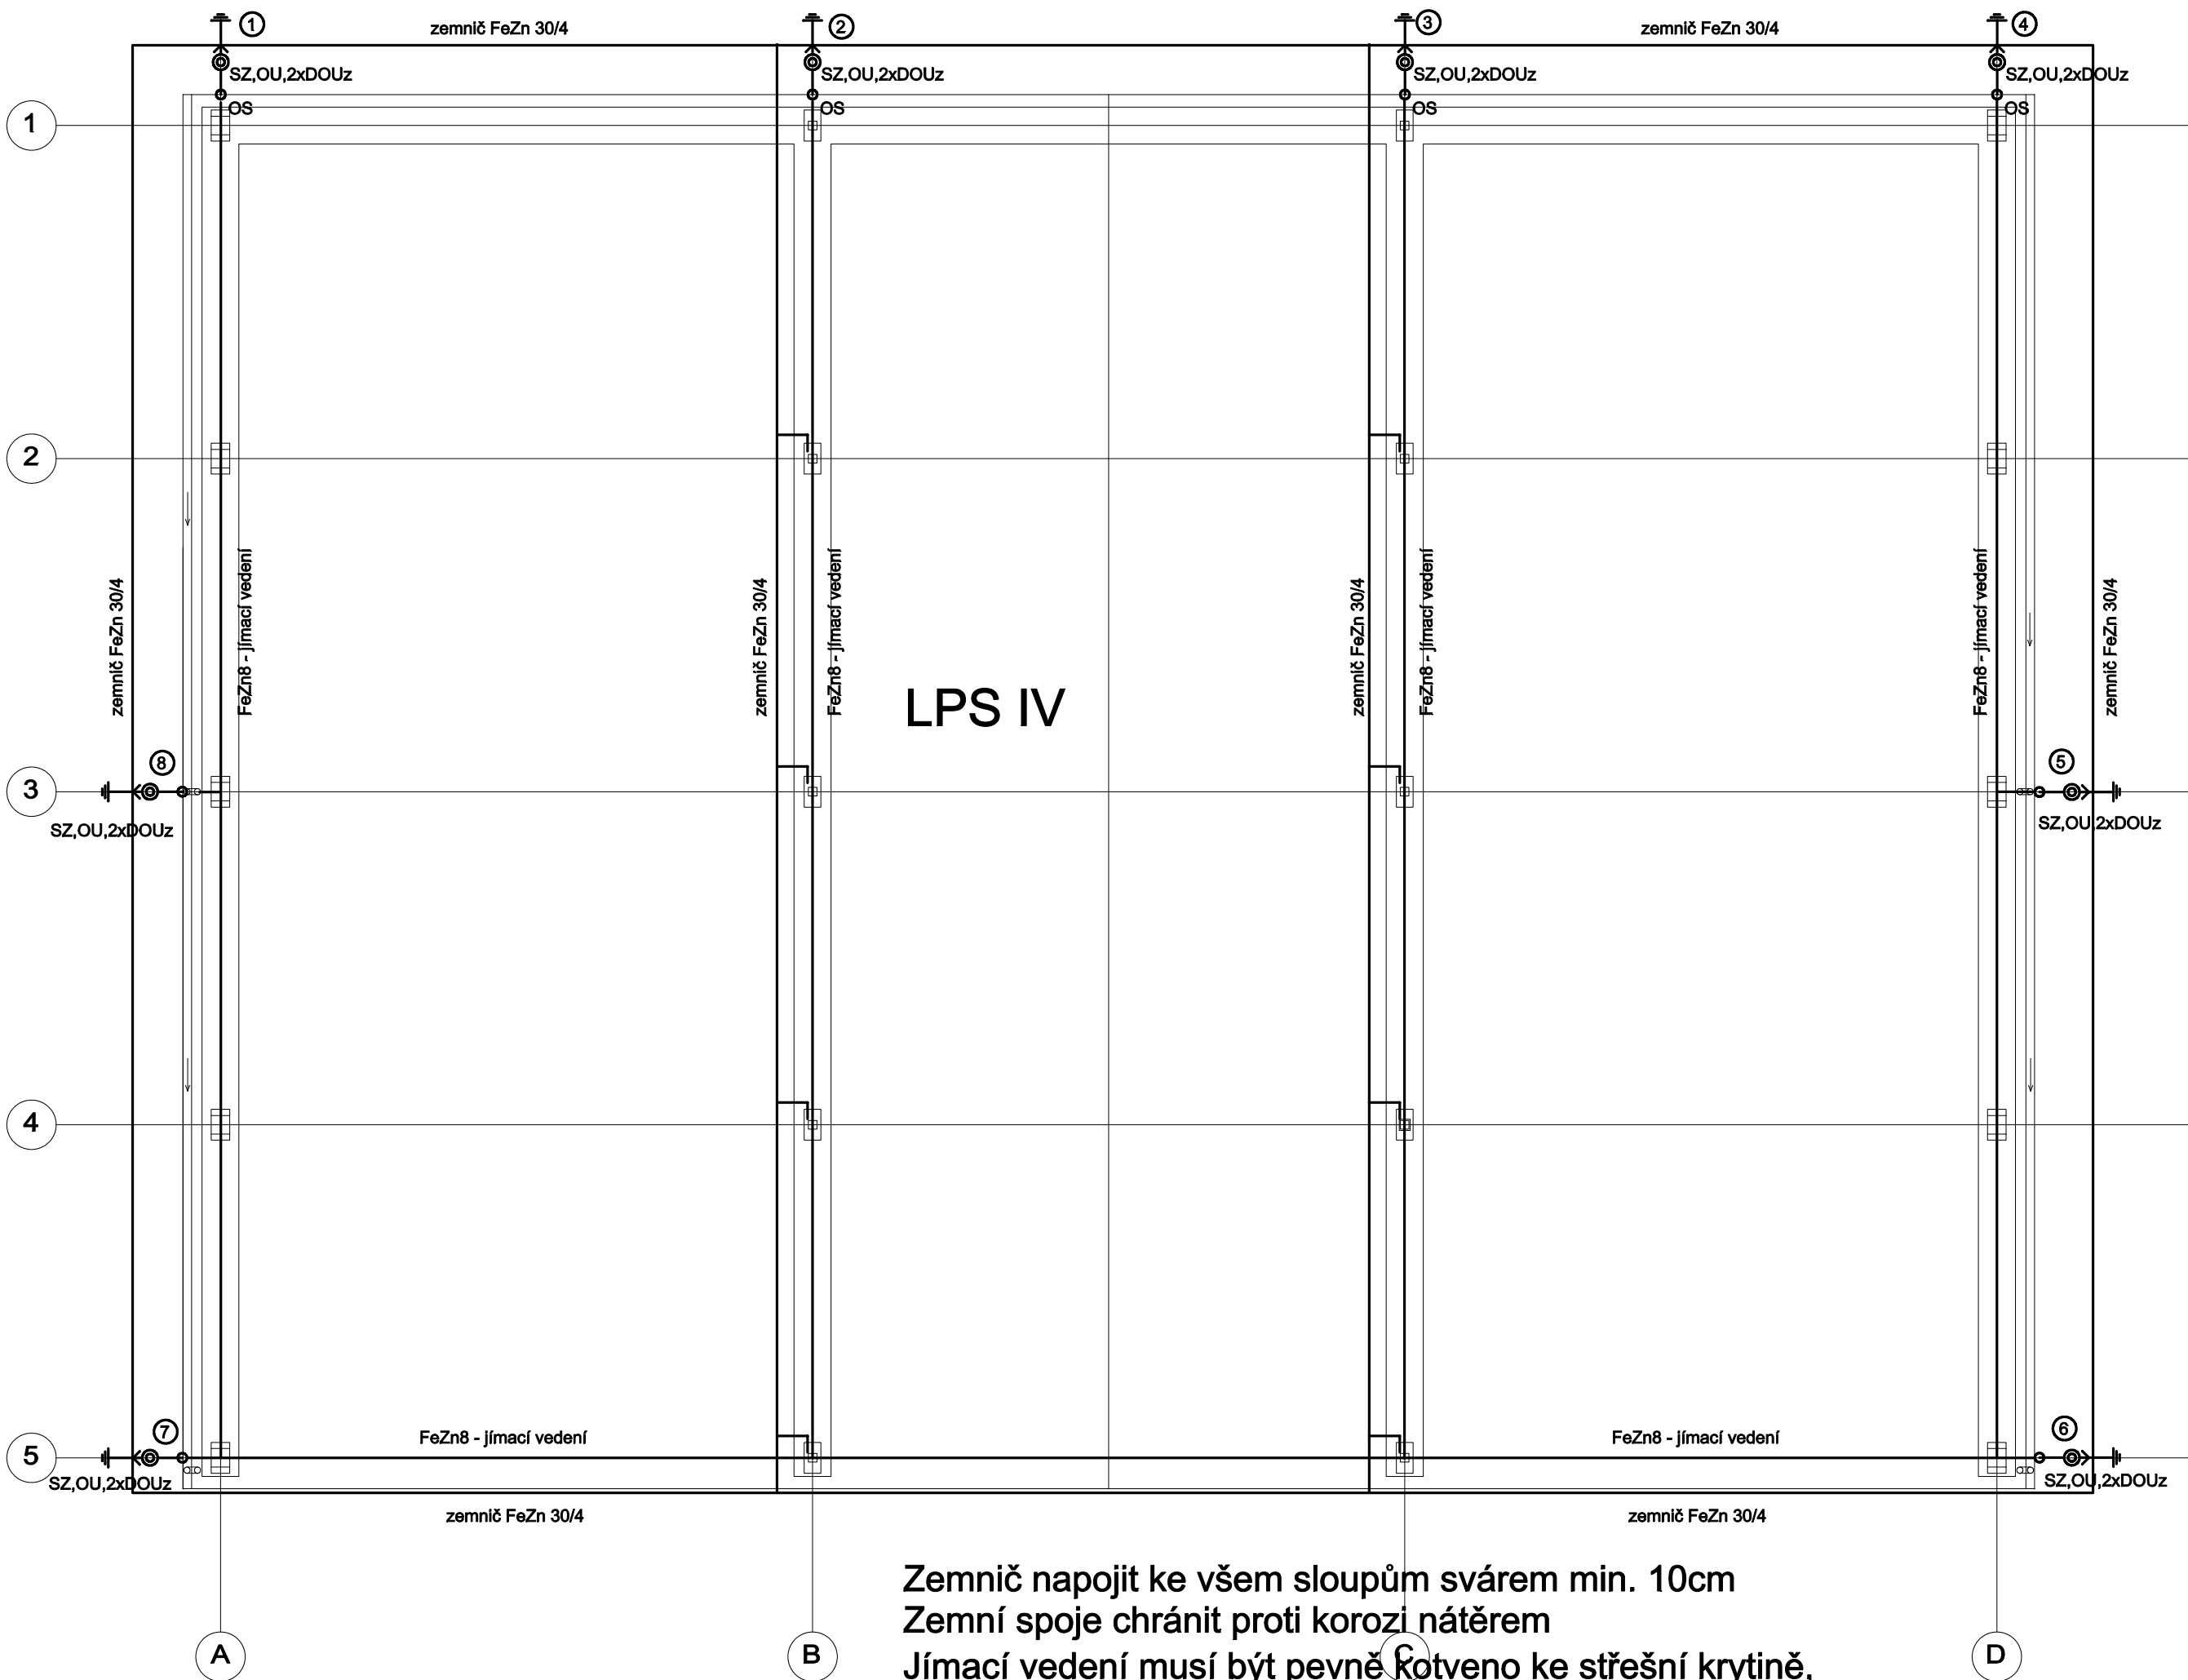 1 zemnič FeZn 30/4 2 3 zemnič FeZn 30/4 4
SZ,OU,2xDOUz SZ,OU,2xDOUz SZ,OU,2xDOUz SZ,OU,2xDOUz
OS OS OS OS
1
2
zemnič FeZn 30/4
FeZn8 - jímací vedení
zemnič FeZn 30/4
FeZn8 - jímací vedení
LPS IV
zemnič FeZn 30/4
FeZn8 - jímací vedení
FeZn8 - jímací vedení
zemnič FeZn 30/4
8 5
3
SZ,OU,2xDOUz SZ,OU,2xDOUz
4
7 FeZn8 - jímací vedení FeZn8 - jímací vedení 6
5
SZ,OU,2xDOUz SZ,OU,2xDOUz
zemnič FeZn 30/4 zemnič FeZn 30/4
Zemnič napojit ke všem sloupům svárem min. 10cm
Zemní spoje chránit proti korozi nátěrem
Jímací vedení musí být pevně kotveno ke střešní krytině,
A B C D